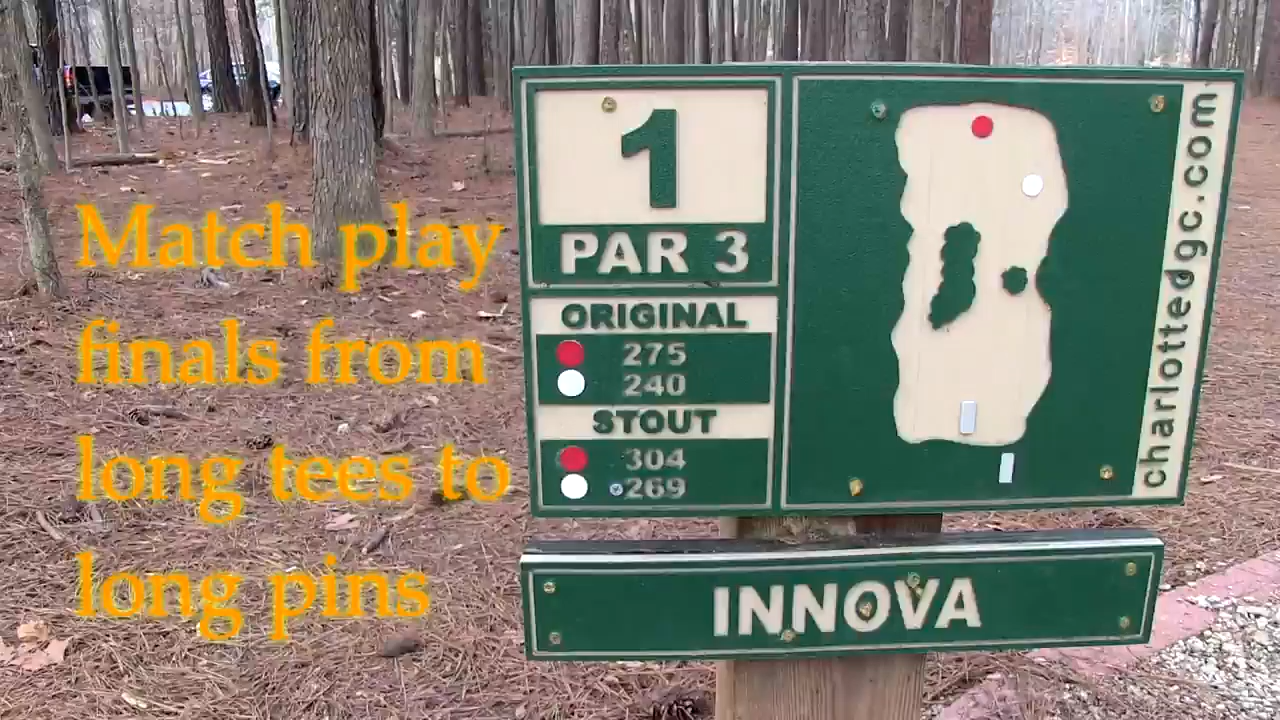 Match play
finals from
long tees to
long pins
1
PAR 3
ORIGINAL
275
240
STOUT
304
269
charlottedgc.com
INNOVA